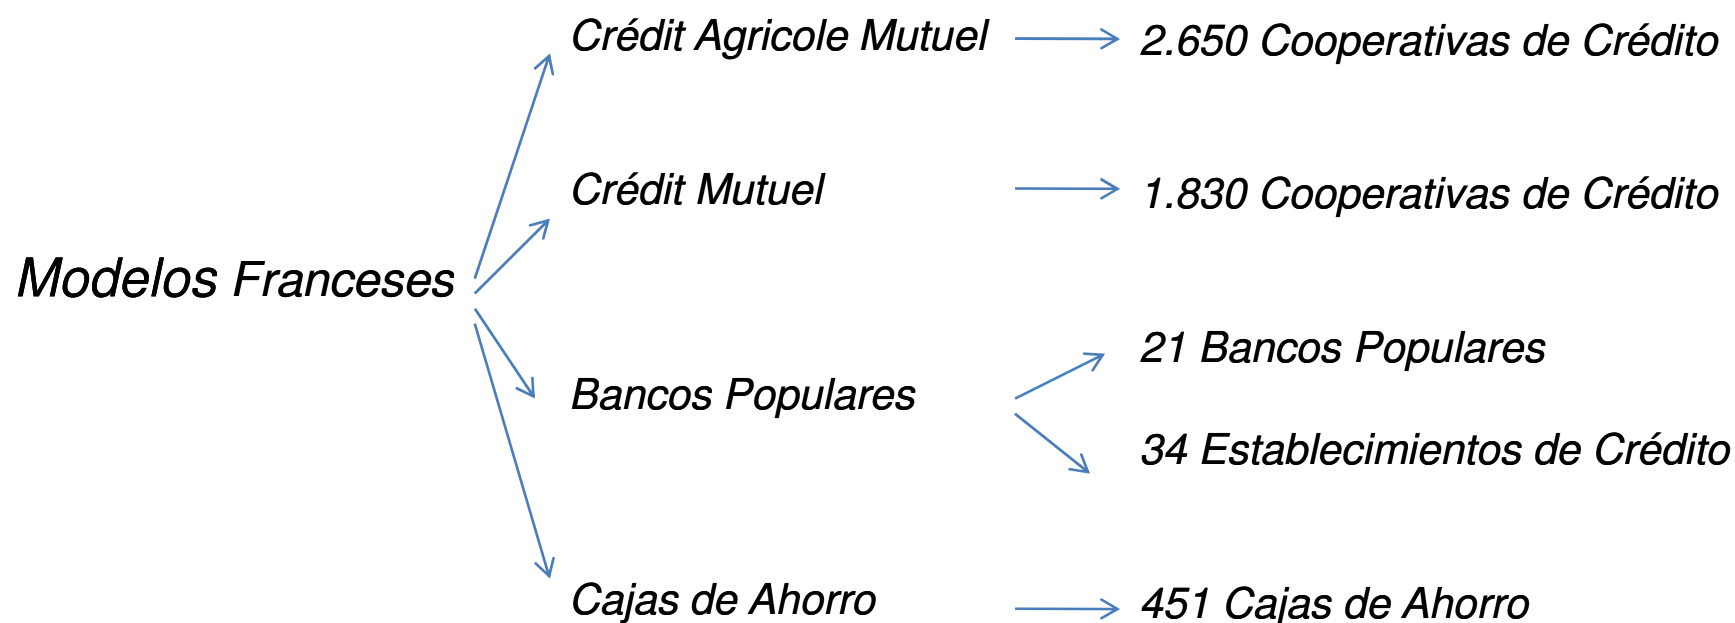 Crédit Agricole Mutuel
2.650 Cooperativas de Crédito
Crédit Mutuel
1.830 Cooperativas de Crédito
Modelos Franceses
21 Bancos Populares
Bancos Populares
34 Establecimientos de Crédito
Cajas de Ahorro
451 Cajas de Ahorro